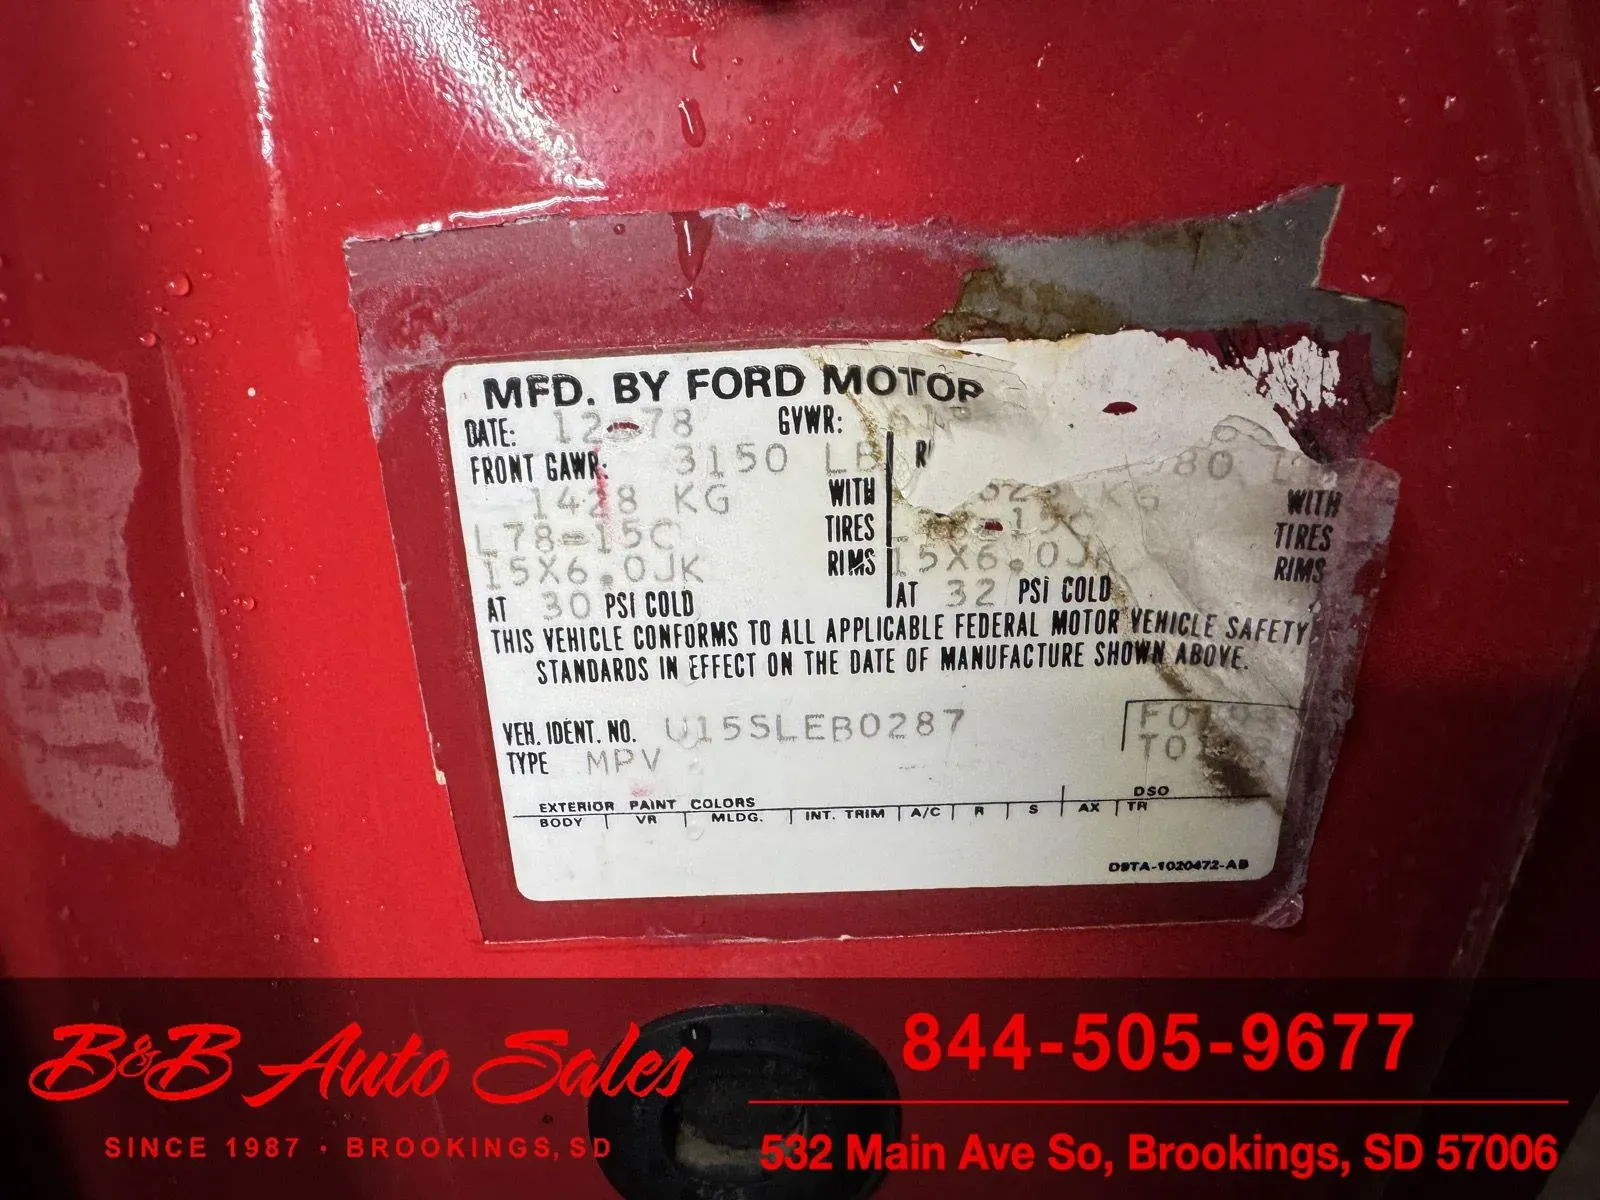 MFD. BY FORD MOTOR
DATE: 12-78 GVWR:
FRONT GAWR: 3150 LB
1428 KG WITH KG WITH
L78-15C TIRES TIRES
15X6.0JK RIMS 15X6.0JK RIMS
AT 30 PSI COLD AT 32 PSI COLD
THIS VEHICLE CONFORMS TO ALL APPLICABLE FEDERAL MOTOR VEHICLE SAFETY
STANDARDS IN EFFECT ON THE DATE OF MANUFACTURE SHOWN ABOVE.
VEH. IDENT. NO. U15SLEB0287
TYPE MPV
EXTERIOR PAINT COLORS DSO
BODY VR MLDG. INT. TRIM A/C R S AX TR
D9TA-1020472-AB
B&B Auto Sales
SINCE 1987 • BROOKINGS, SD
844-505-9677
532 Main Ave So, Brookings, SD 57006